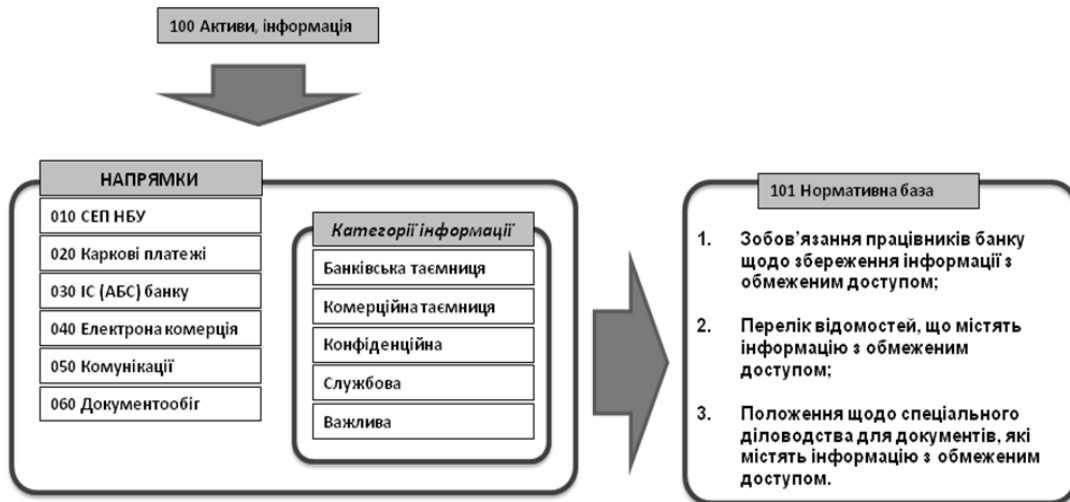 100 Активи, інформація
НАПРЯМКИ
010 СЕП НБУ
020 Каркові платежі
030 ІС (АБС) банку
040 Електрона комерція
050 Комунікації
060 Документообіг
Категорії інформації
Банківська таємниця
Комерційна таємниця
Конфіденційна
Службова
Важлива
101 Нормативна база
1. Зобов’язання працівників банку
щодо збереження інформації з
обмеженим доступом;
2. Перелік відомостей, що містять
інформацію з обмеженим
доступом;
3. Положення щодо спеціального
діловодства для документів, які
містять інформацію з обмеженим
доступом.